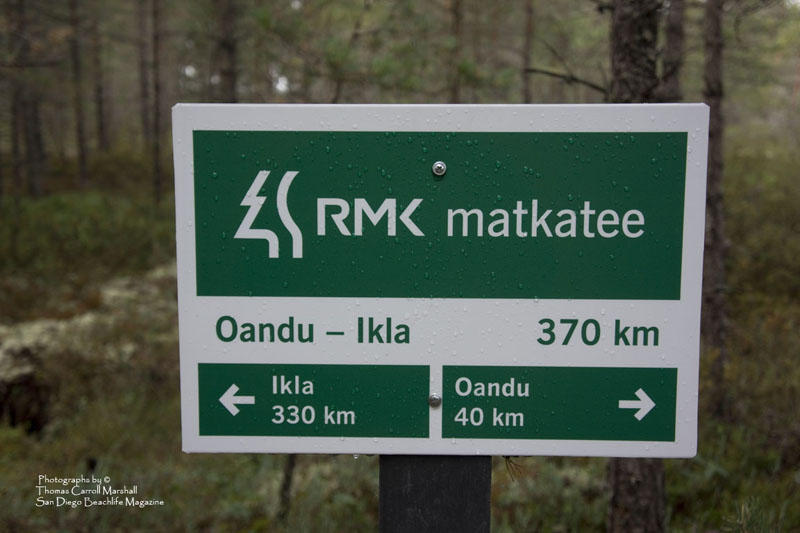 RMK matkatee
Oandu – Ikla 370 km
← Ikla
330 km
Oandu →
40 km
Photographs by ©
Thomas Carroll Marshall
San Diego Beachlife Magazine